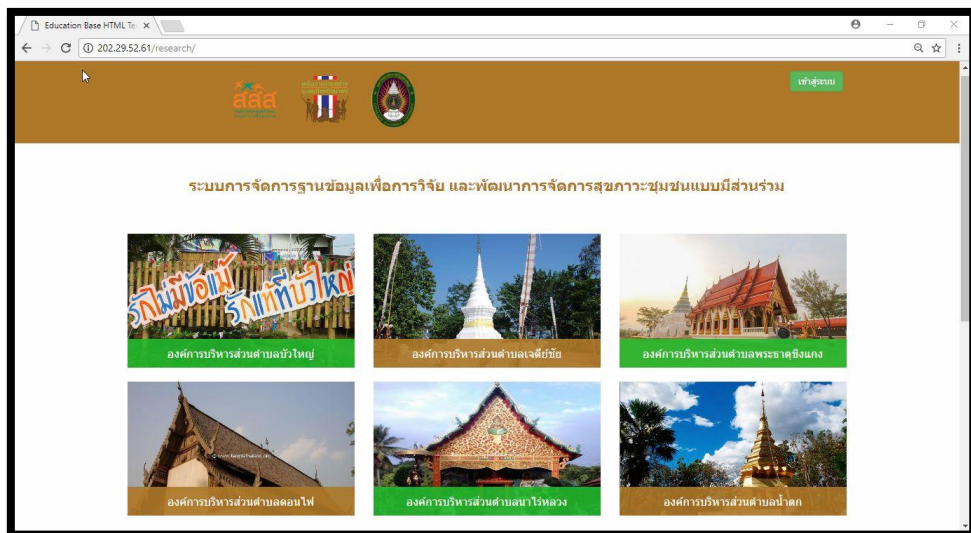 Education Base HTML Te
202.29.52.61/research/
เข้าสู่ระบบ
สสส
ระบบการจัดการฐานข้อมูลเพื่อการวิจัย และพัฒนาการจัดการสุขภาวะชุมชนแบบมีส่วนร่วม
รักไม่มีข้อแม้
รักแท้ที่บัวใหญ่
องค์การบริหารส่วนตำบลบัวใหญ่
องค์การบริหารส่วนตำบลเจดีย์ชัย
องค์การบริหารส่วนตำบลพระธาตุขิงแกง
องค์การบริหารส่วนตำบลดอนไฟ
องค์การบริหารส่วนตำบลนาไร่หลวง
องค์การบริหารส่วนตำบลน้ำตก